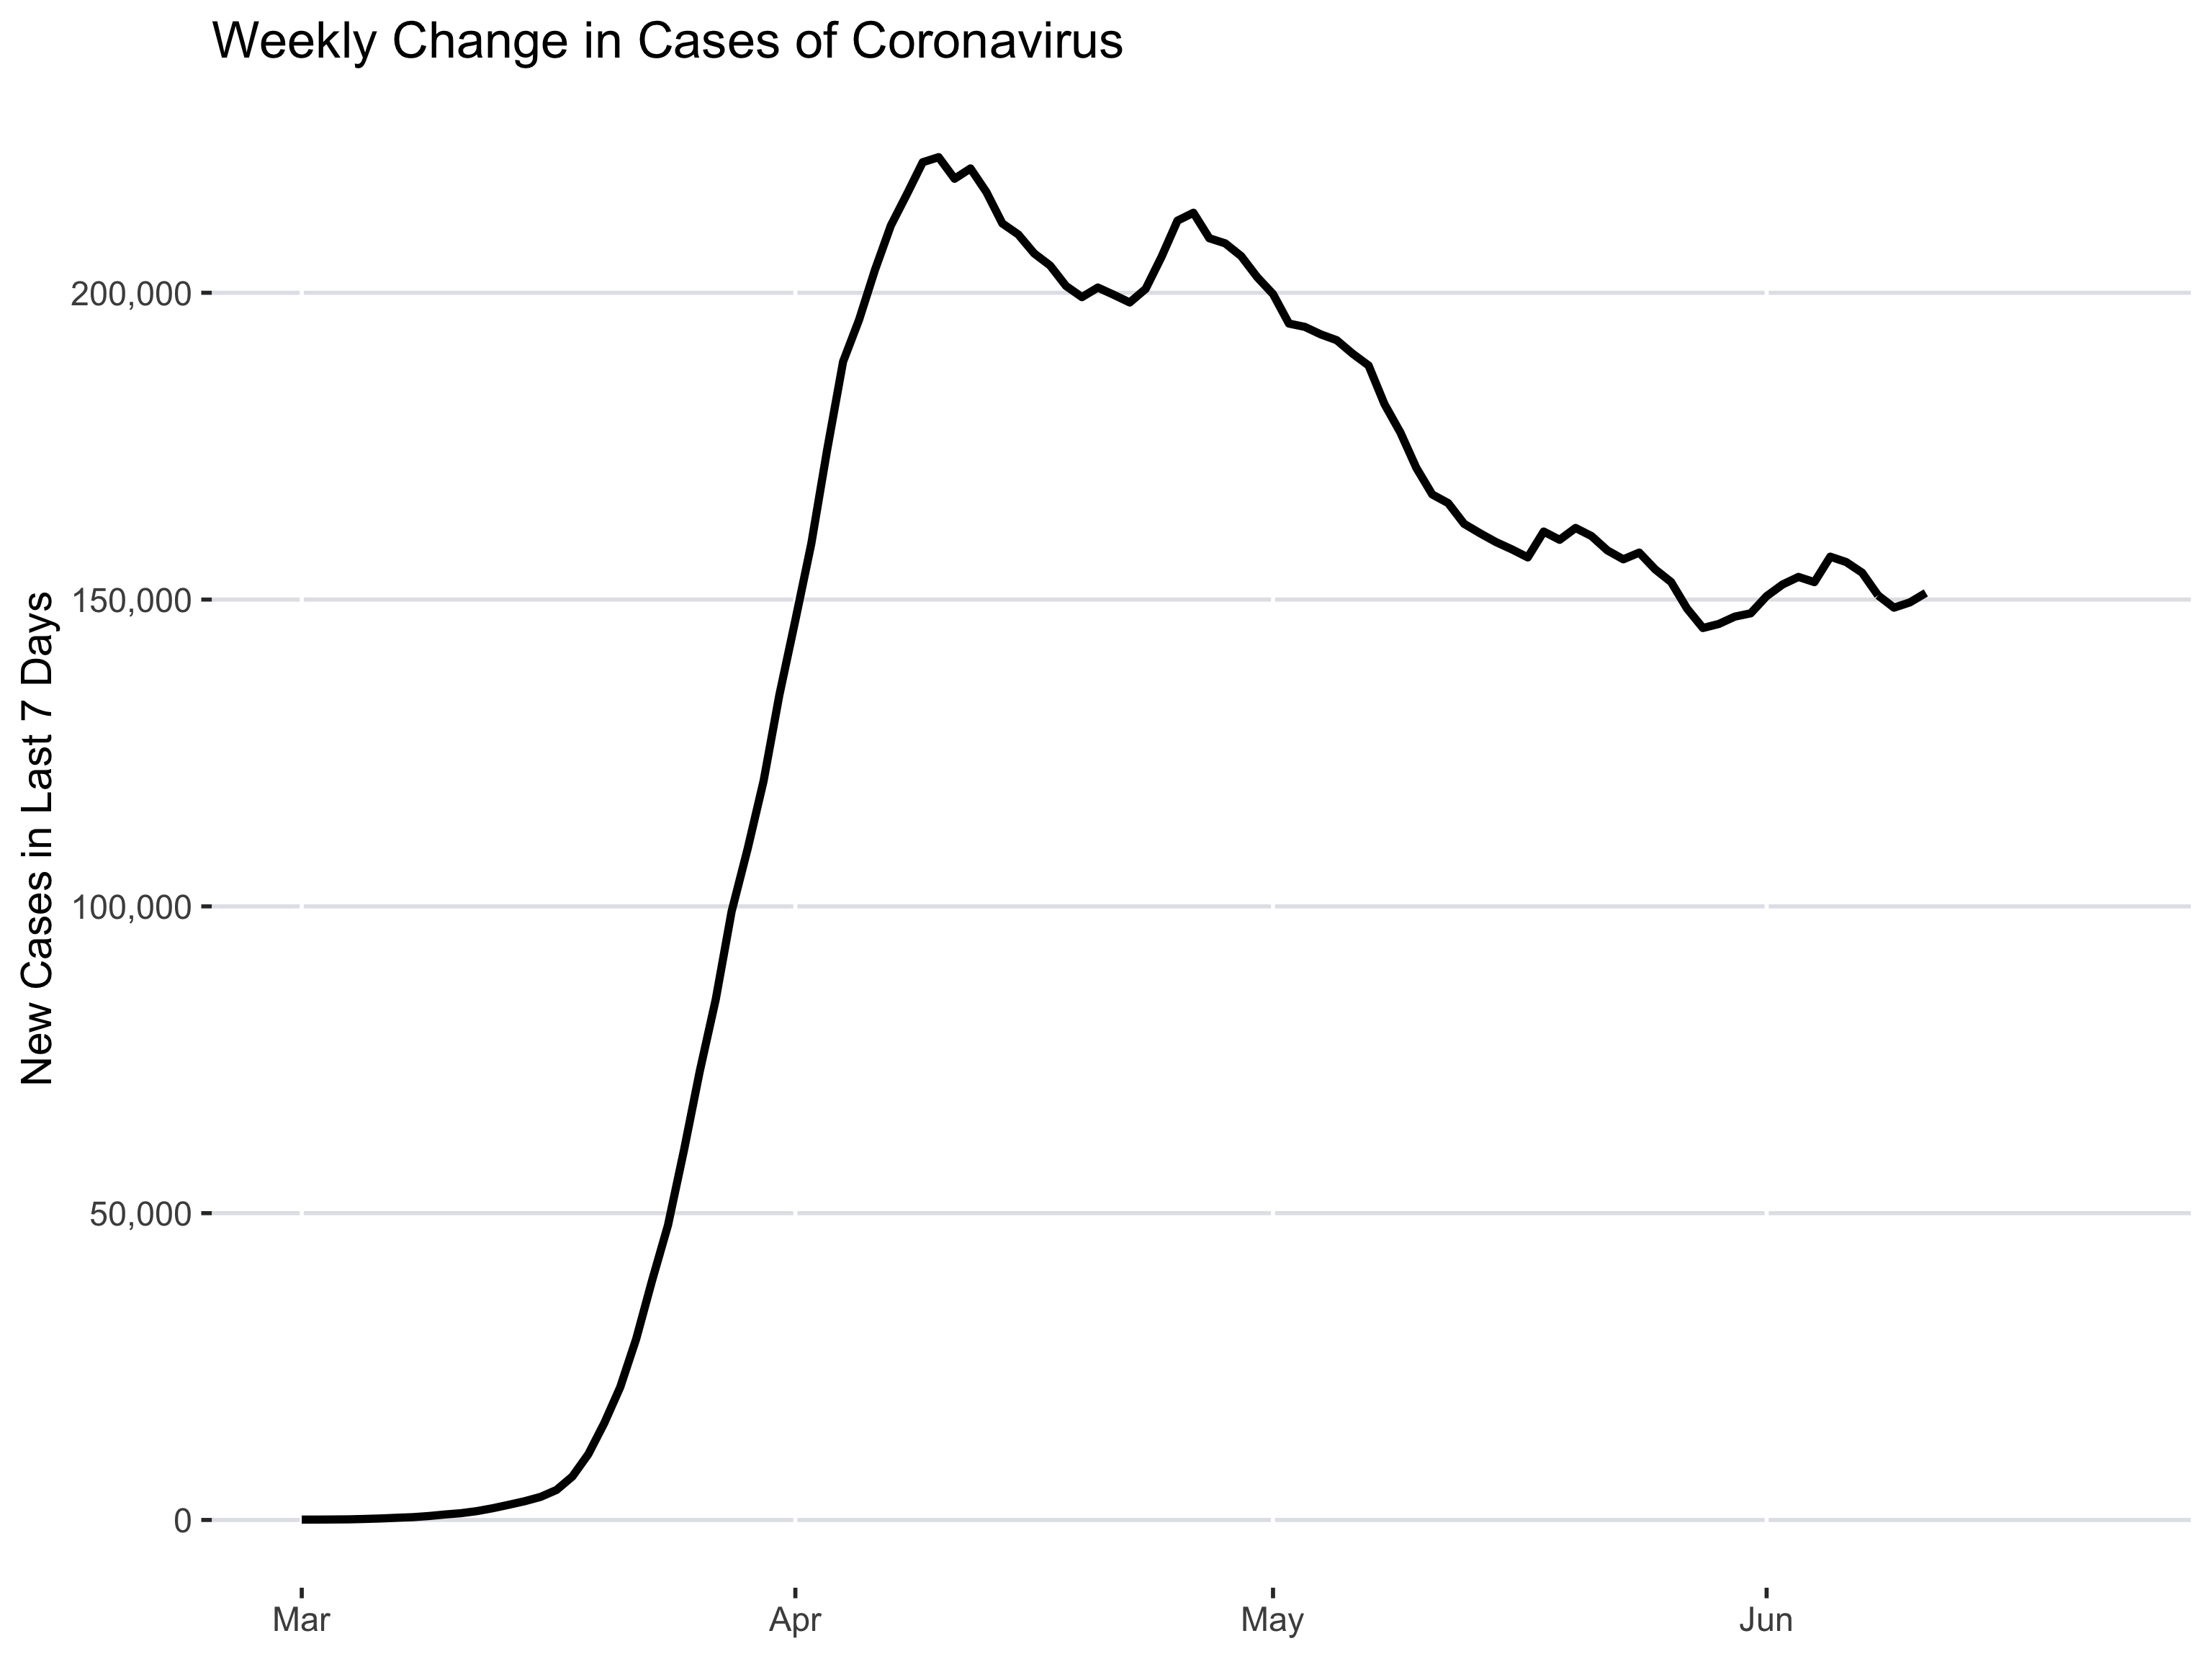 Weekly Change in Cases of Coronavirus
New Cases in Last 7 Days
200,000
150,000
100,000
50,000
0
Mar Apr May Jun